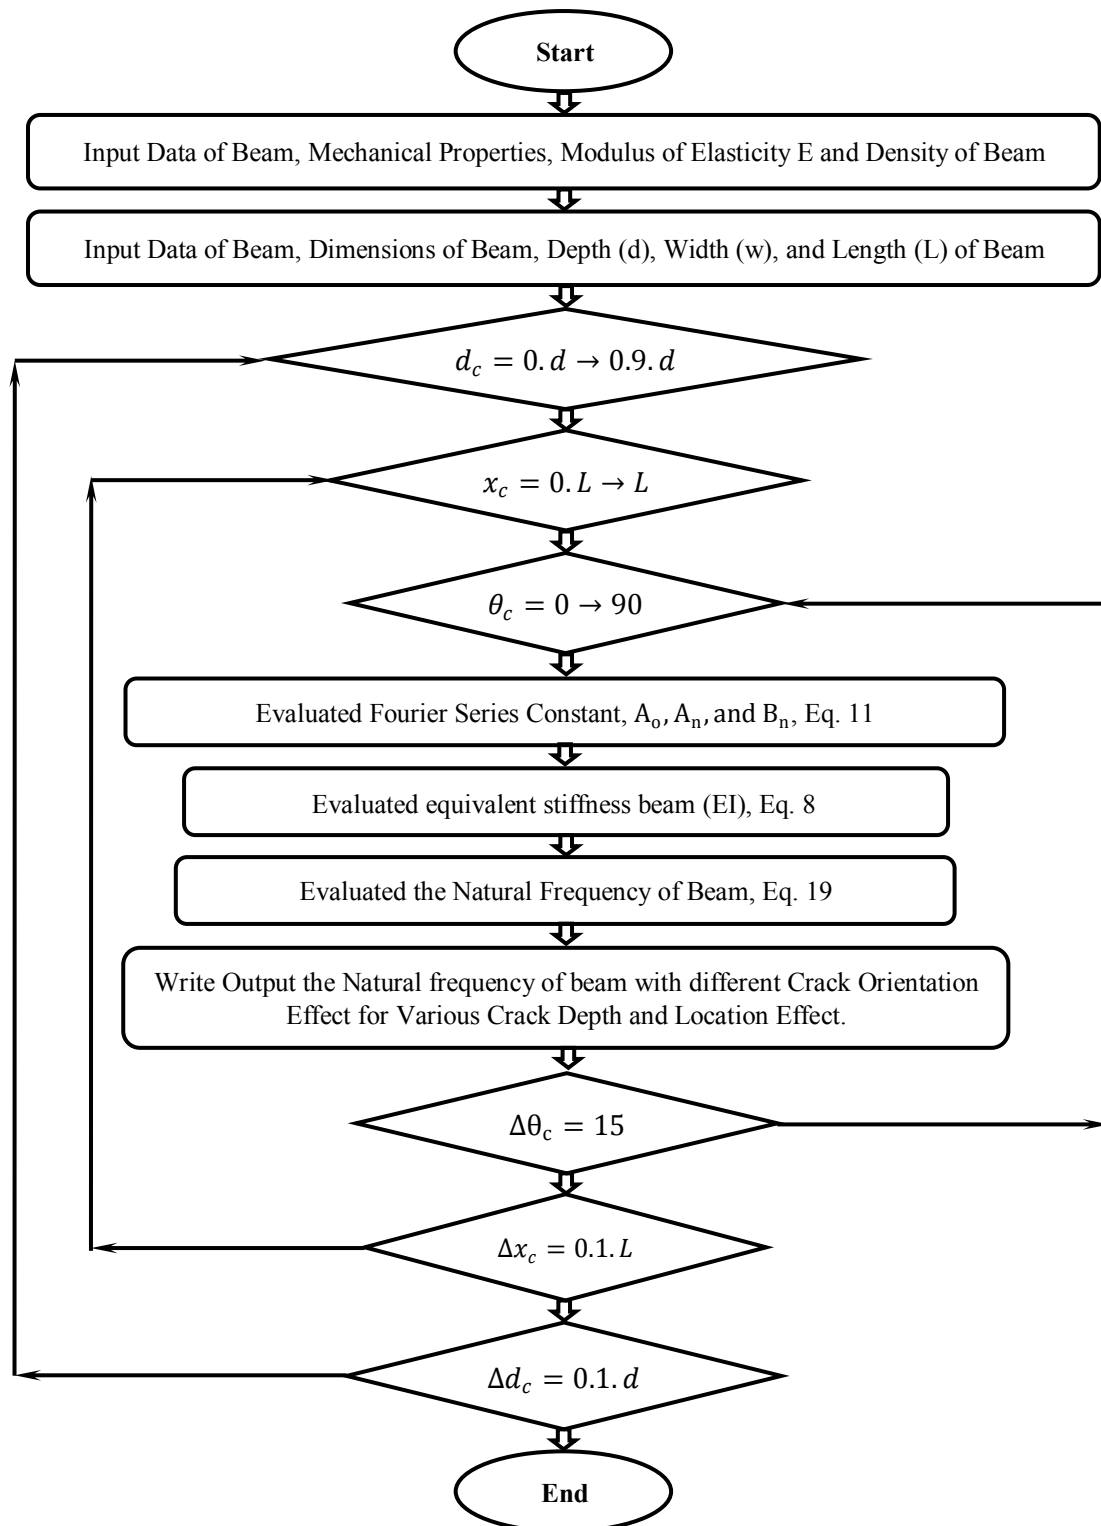 Start
Input Data of Beam, Mechanical Properties, Modulus of Elasticity E and Density of Beam
Input Data of Beam, Dimensions of Beam, Depth (d), Width (w), and Length (L) of Beam
d_c = 0. d → 0.9. d
x_c = 0. L → L
θ_c = 0 → 90
Evaluated Fourier Series Constant, A_o, A_n, and B_n, Eq. 11
Evaluated equivalent stiffness beam (EI), Eq. 8
Evaluated the Natural Frequency of Beam, Eq. 19
Write Output the Natural frequency of beam with different Crack Orientation
Effect for Various Crack Depth and Location Effect.
Δθ_c = 15
Δx_c = 0.1. L
Δd_c = 0.1. d
End